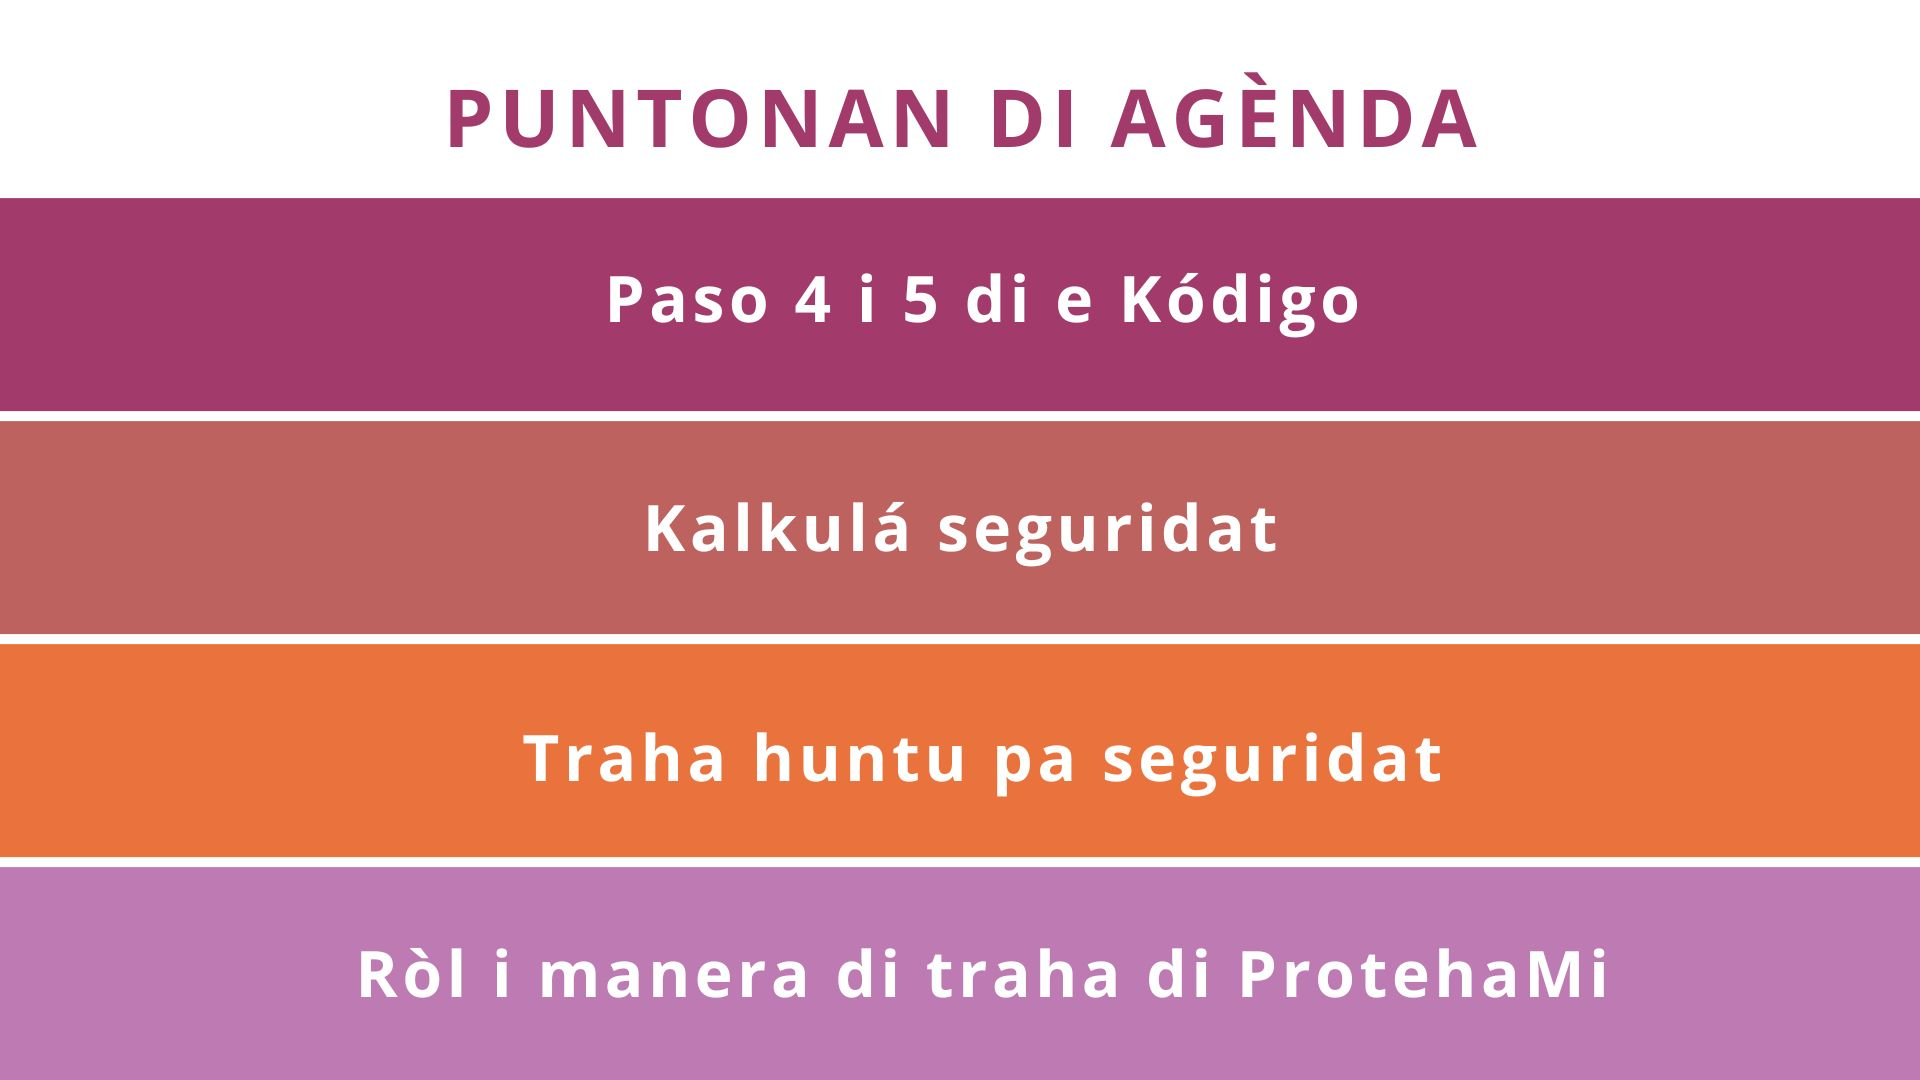 PUNTONAN DI AGÈNDA
Paso 4 i 5 di e Kódigo
Kalkulá seguridat
Traha huntu pa seguridat
Ròl i manera di traha di ProtehaMi